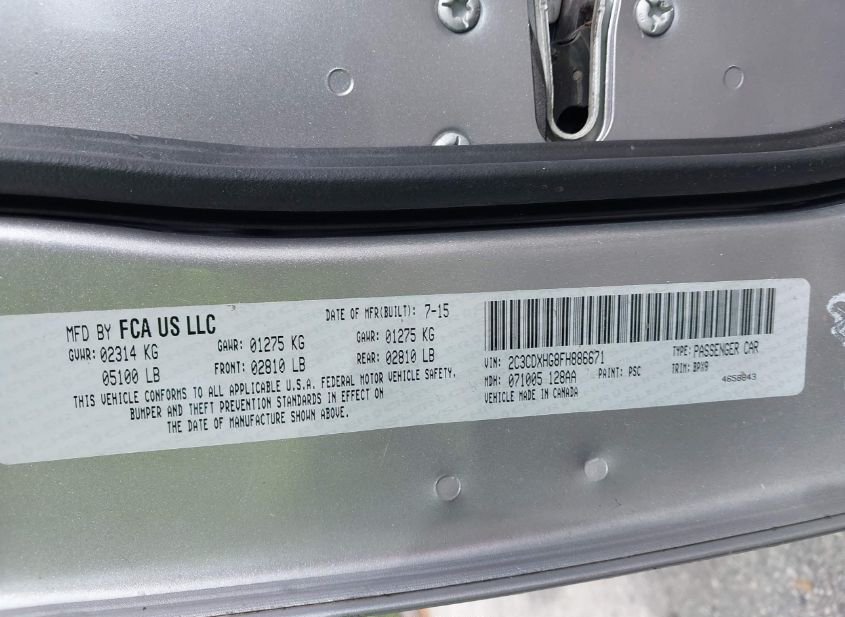 MFD BY FCA US LLC
DATE OF MFR(BUILT): 7-15
GVWR: 02314 KG
GAWR: 01275 KG
GAWR: 01275 KG
05100 LB
FRONT: 02810 LB
REAR: 02810 LB
THIS VEHICLE CONFORMS TO ALL APPLICABLE U.S.A. FEDERAL MOTOR VEHICLE SAFETY,
BUMPER AND THEFT PREVENTION STANDARDS IN EFFECT ON
THE DATE OF MANUFACTURE SHOWN ABOVE.
VIN: 2C3CDXHG8FH886671
TYPE: PASSENGER CAR
MDH: 071005 128AA
PAINT: PSC
TRIM: BPX9
VEHICLE MADE IN CANADA
4658843